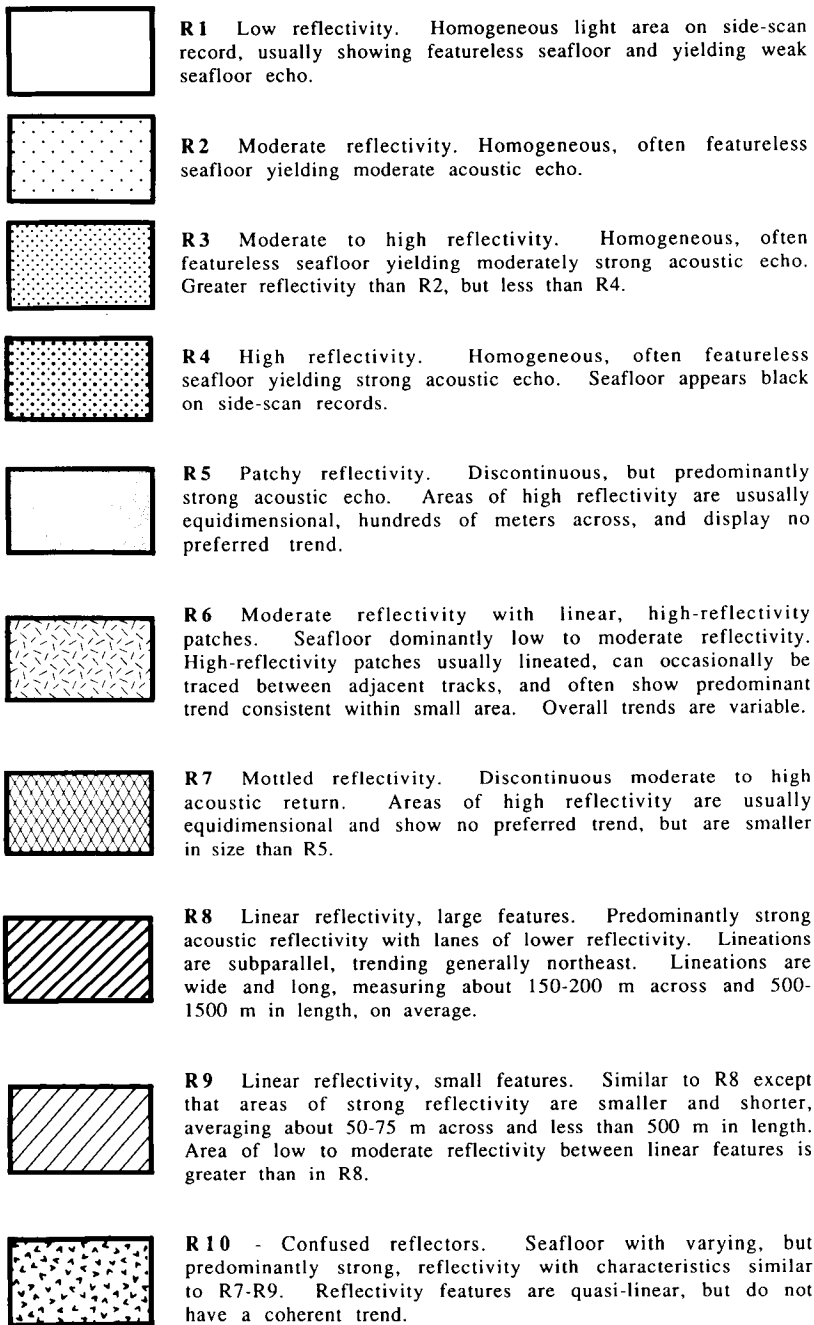 R1 Low reflectivity. Homogeneous light area on side-scan
record, usually showing featureless seafloor and yielding weak
seafloor echo.
R2 Moderate reflectivity. Homogeneous, often featureless
seafloor yielding moderate acoustic echo.
R3 Moderate to high reflectivity. Homogeneous, often
featureless seafloor yielding moderately strong acoustic echo.
Greater reflectivity than R2, but less than R4.
R4 High reflectivity. Homogeneous, often featureless
seafloor yielding strong acoustic echo. Seafloor appears black
on side-scan records.
R5 Patchy reflectivity. Discontinuous, but predominantly
strong acoustic echo. Areas of high reflectivity are ususally
equidimensional, hundreds of meters across, and display no
preferred trend.
R6 Moderate reflectivity with linear, high-reflectivity
patches. Seafloor dominantly low to moderate reflectivity.
High-reflectivity patches usually lineated, can occasionally be
traced between adjacent tracks, and often show predominant
trend consistent within small area. Overall trends are variable.
R7 Mottled reflectivity. Discontinuous moderate to high
acoustic return. Areas of high reflectivity are usually
equidimensional and show no preferred trend, but are smaller
in size than R5.
R8 Linear reflectivity, large features. Predominantly strong
acoustic reflectivity with lanes of lower reflectivity. Lineations
are subparallel, trending generally northeast. Lineations are
wide and long, measuring about 150-200 m across and 500-
1500 m in length, on average.
R9 Linear reflectivity, small features. Similar to R8 except
that areas of strong reflectivity are smaller and shorter,
averaging about 50-75 m across and less than 500 m in length.
Area of low to moderate reflectivity between linear features is
greater than in R8.
R10 - Confused reflectors. Seafloor with varying, but
predominantly strong, reflectivity with characteristics similar
to R7-R9. Reflectivity features are quasi-linear, but do not
have a coherent trend.